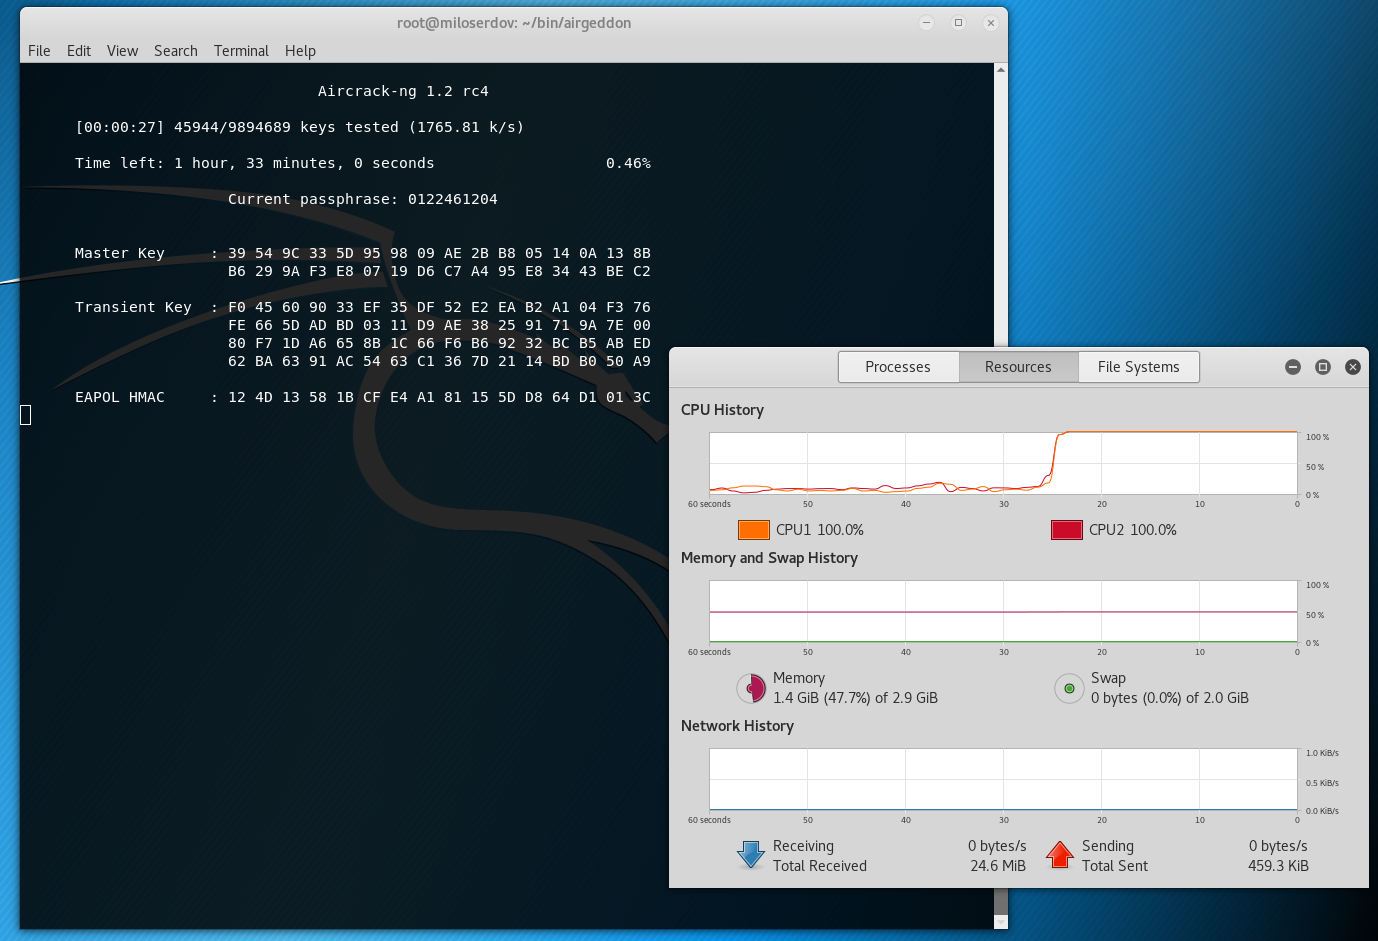 root@miloserdov: ~/bin/airgeddon
File Edit View Search Terminal Help
Aircrack-ng 1.2 rc4
[00:00:27] 45944/9894689 keys tested (1765.81 k/s)
Time left: 1 hour, 33 minutes, 0 seconds 0.46%
Current passphrase: 0122461204
Master Key : 39 54 9C 33 5D 95 98 09 AE 2B B8 05 14 0A 13 8B
B6 29 9A F3 E8 07 19 D6 C7 A4 95 E8 34 43 BE C2
Transient Key : F0 45 60 90 33 EF 35 DF 52 E2 EA B2 A1 04 F3 76
FE 66 5D AD BD 03 11 D9 AE 38 25 91 71 9A 7E 00
80 F7 1D A6 65 8B 1C 66 F6 B6 92 32 BC B5 AB ED
62 BA 63 91 AC 54 63 C1 36 7D 21 14 BD B0 50 A9
EAPOL HMAC : 12 4D 13 58 1B CF E4 A1 81 15 5D D8 64 D1 01 3C
Processes Resources File Systems
CPU History
100 %
50 %
0 %
60 seconds 50 40 30 20 10 0
CPU1 100.0% CPU2 100.0%
Memory and Swap History
100 %
50 %
0 %
60 seconds 50 40 30 20 10 0
Memory Swap
1.4 GiB (47.7%) of 2.9 GiB 0 bytes (0.0%) of 2.0 GiB
Network History
1.0 KiB/s
0.5 KiB/s
0.0 KiB/s
60 seconds 50 40 30 20 10 0
Receiving 0 bytes/s Sending 0 bytes/s
Total Received 24.6 MiB Total Sent 459.3 KiB